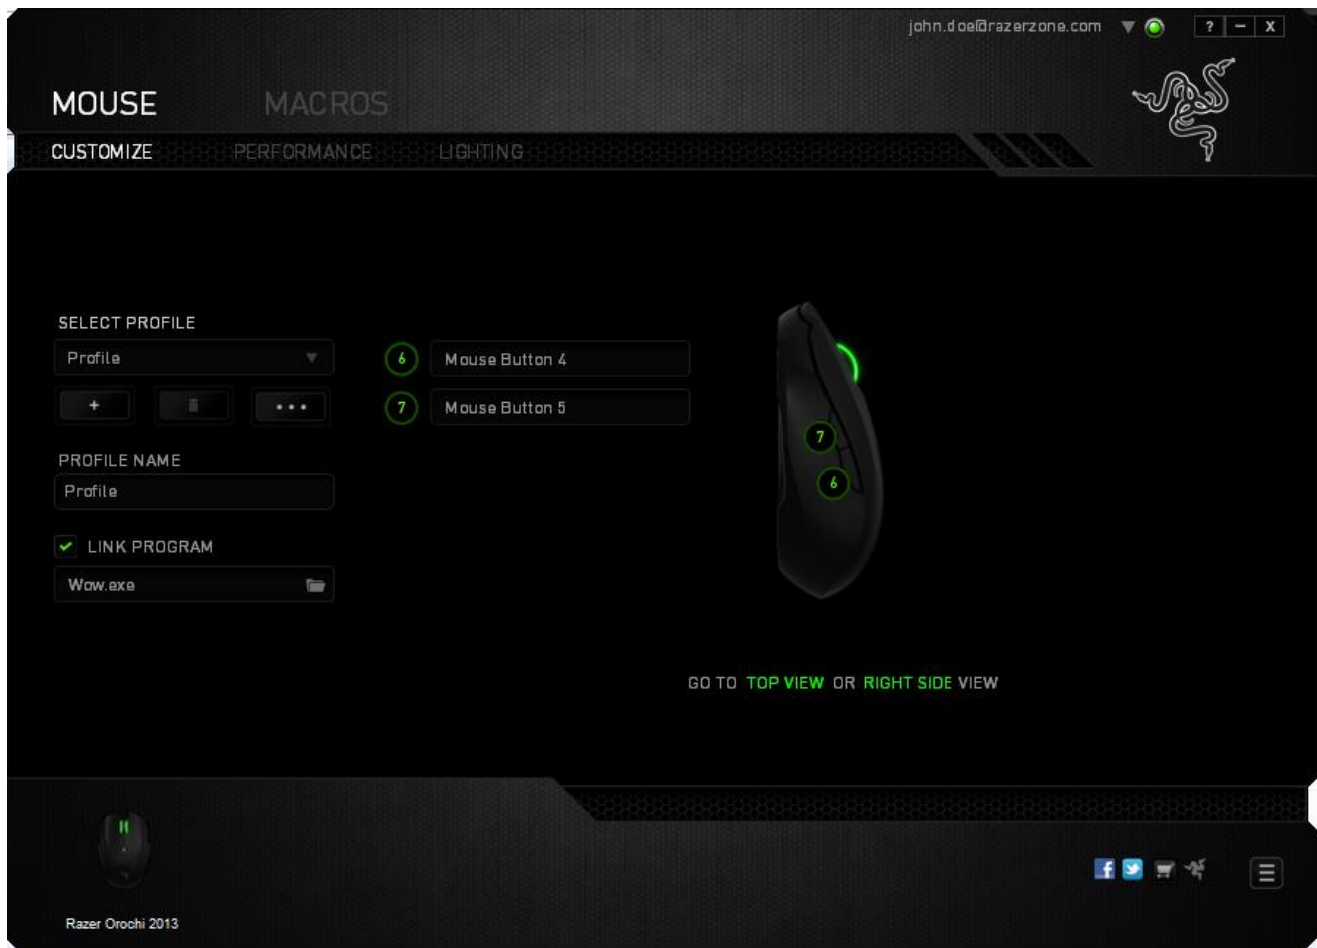 john.doe@razerzone.com
? – X
MOUSE MACROS
CUSTOMIZE PERFORMANCE LIGHTING
SELECT PROFILE
Profile
6 Mouse Button 4
+ •••
7 Mouse Button 5
PROFILE NAME
Profile
LINK PROGRAM
Wow.exe
7
6
GO TO TOP VIEW OR RIGHT SIDE VIEW
Razer Orochi 2013